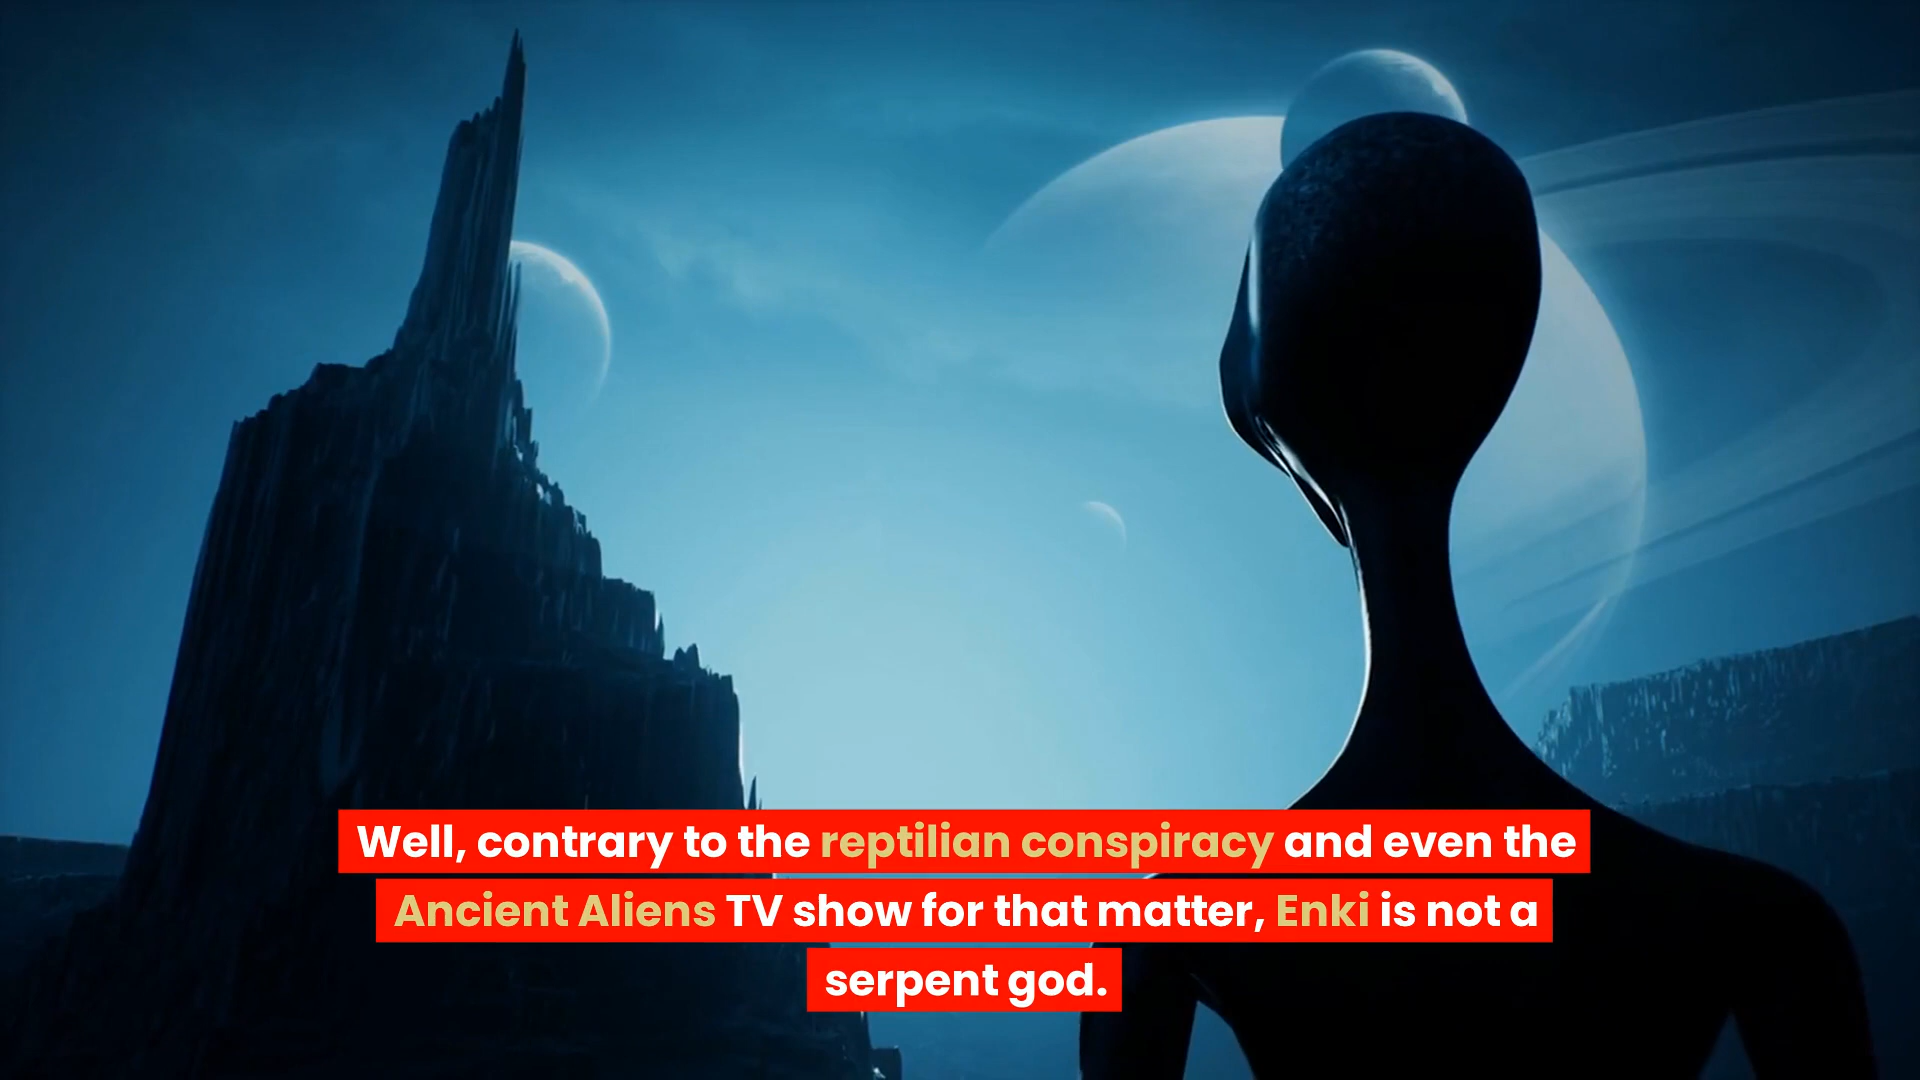 Well, contrary to the reptilian conspiracy and even the
Ancient Aliens TV show for that matter, Enki is not a
serpent god.